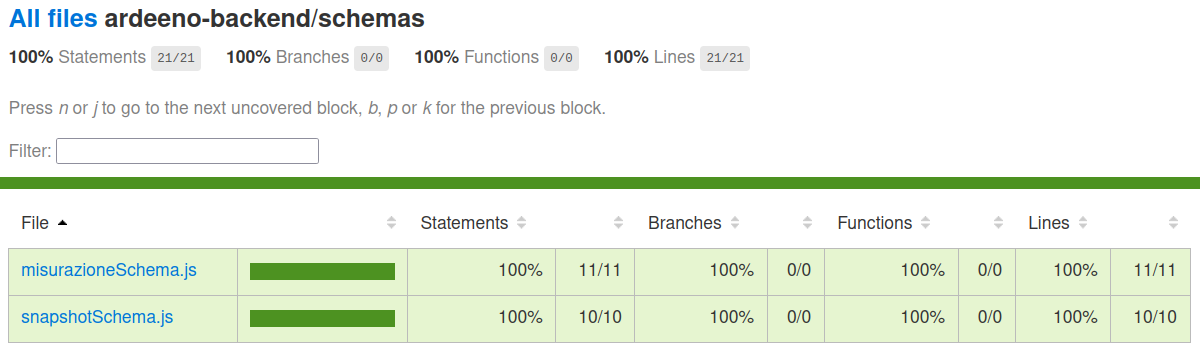 All files ardeeno-backend/schemas
100% Statements 21/21 100% Branches 0/0 100% Functions 0/0 100% Lines 21/21
Press n or j to go to the next uncovered block, b, p or k for the previous block.
Filter:
File Statements Branches Functions Lines
misurazioneSchema.js 100% 11/11 100% 0/0 100% 0/0 100% 11/11
snapshotSchema.js 100% 10/10 100% 0/0 100% 0/0 100% 10/10